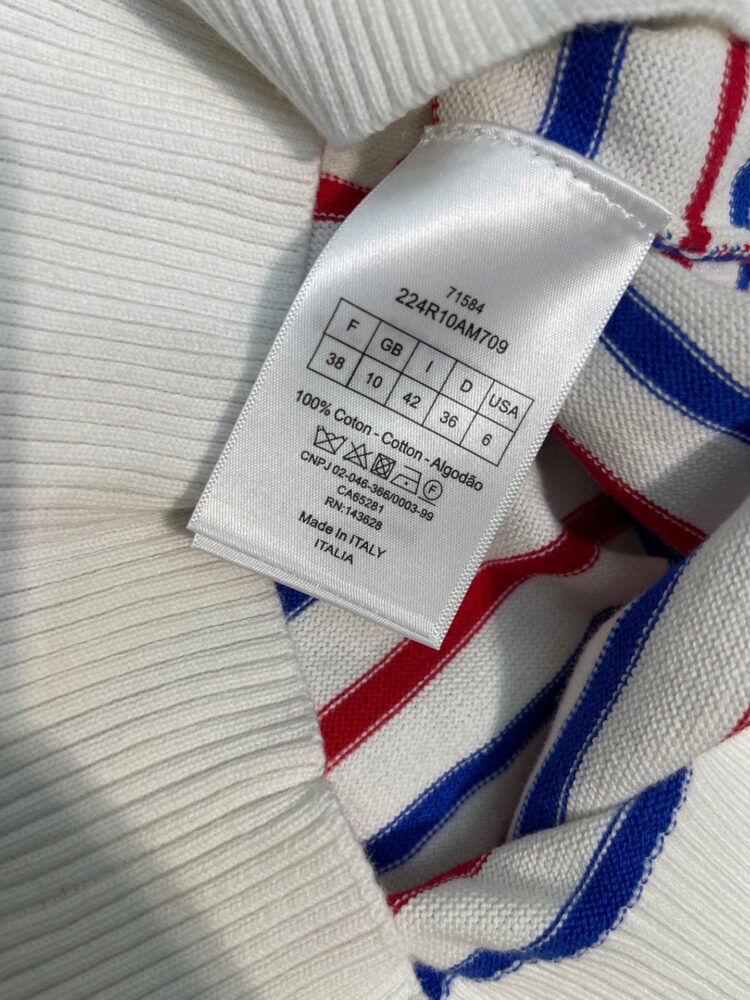 71584
224R10AM709
F GB I D USA
38 10 42 36 6
100% Coton - Cotton - Algodão
F
CNPJ 02-046-366/0003-99
CA65281
RN:143628
Made In ITALY
ITALIA